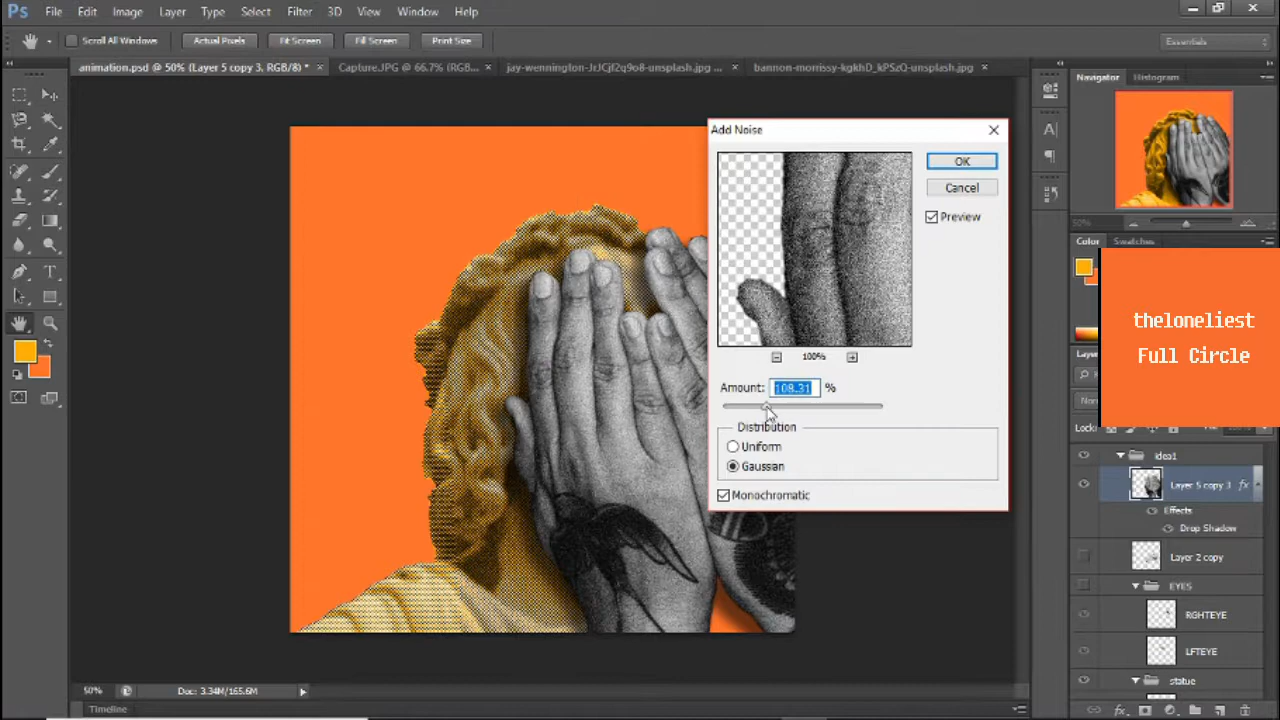 Ps File Edit Image Layer Type Select Filter 3D View Window Help
Scroll All Windows Actual Pixels Fit Screen Fill Screen Print Size Essentials
animation.psd @ 50% (Layer 5 copy 3, RGB/8) * × Capture.JPG @ 66.7% (RGB... × jay-wennington-JrJCjf2q9o8-unsplash.jpg ... × bannon-morrissy-kgkhD_kPSzQ-unsplash.jpg ×
Navigator Histogram
Add Noise
OK
Cancel
Preview
100%
Amount: 108.31 %
Distribution
Uniform
Gaussian
Monochromatic
50%
Color Swatches
theloneliest
Full Circle
idea1
Layer 5 copy 3 fx
Effects
Drop Shadow
Layer 2 copy
EYES
RGHTEYE
LFTEYE
statue
50% Doc: 3.34M/165.6M
Timeline